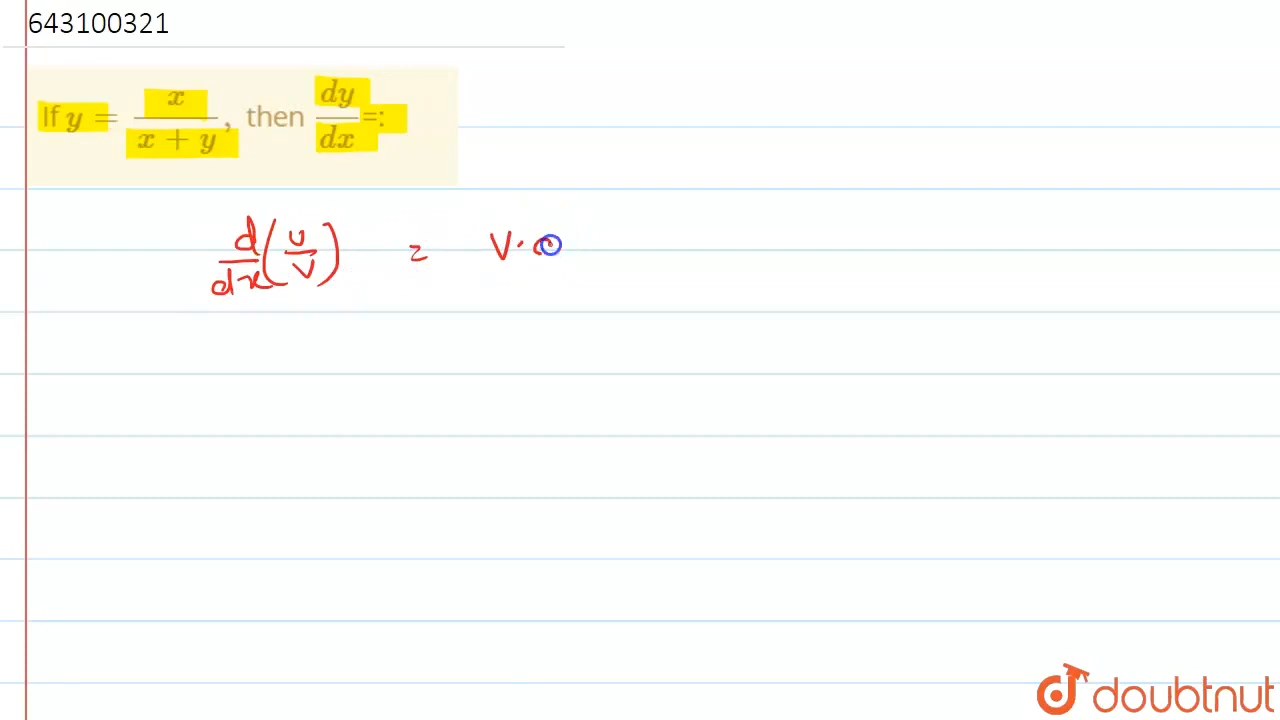 643100321
If y = x/(x + y), then dy/dx =:
d/dx (u/v) = v·
doubtnut